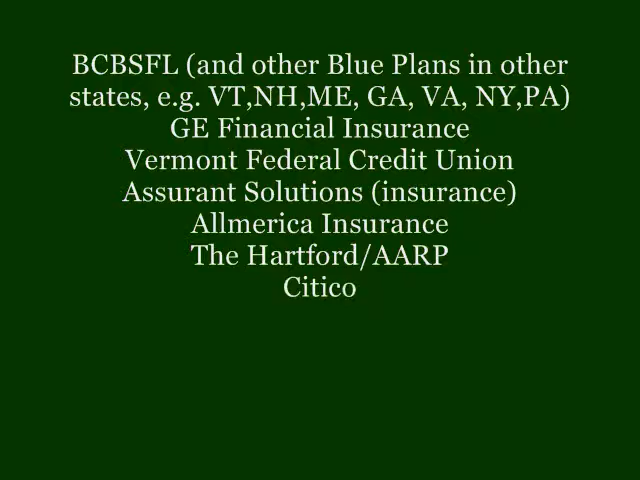 BCBSFL (and other Blue Plans in other
states, e.g. VT,NH,ME, GA, VA, NY,PA)
GE Financial Insurance
Vermont Federal Credit Union
Assurant Solutions (insurance)
Allmerica Insurance
The Hartford/AARP
Citico